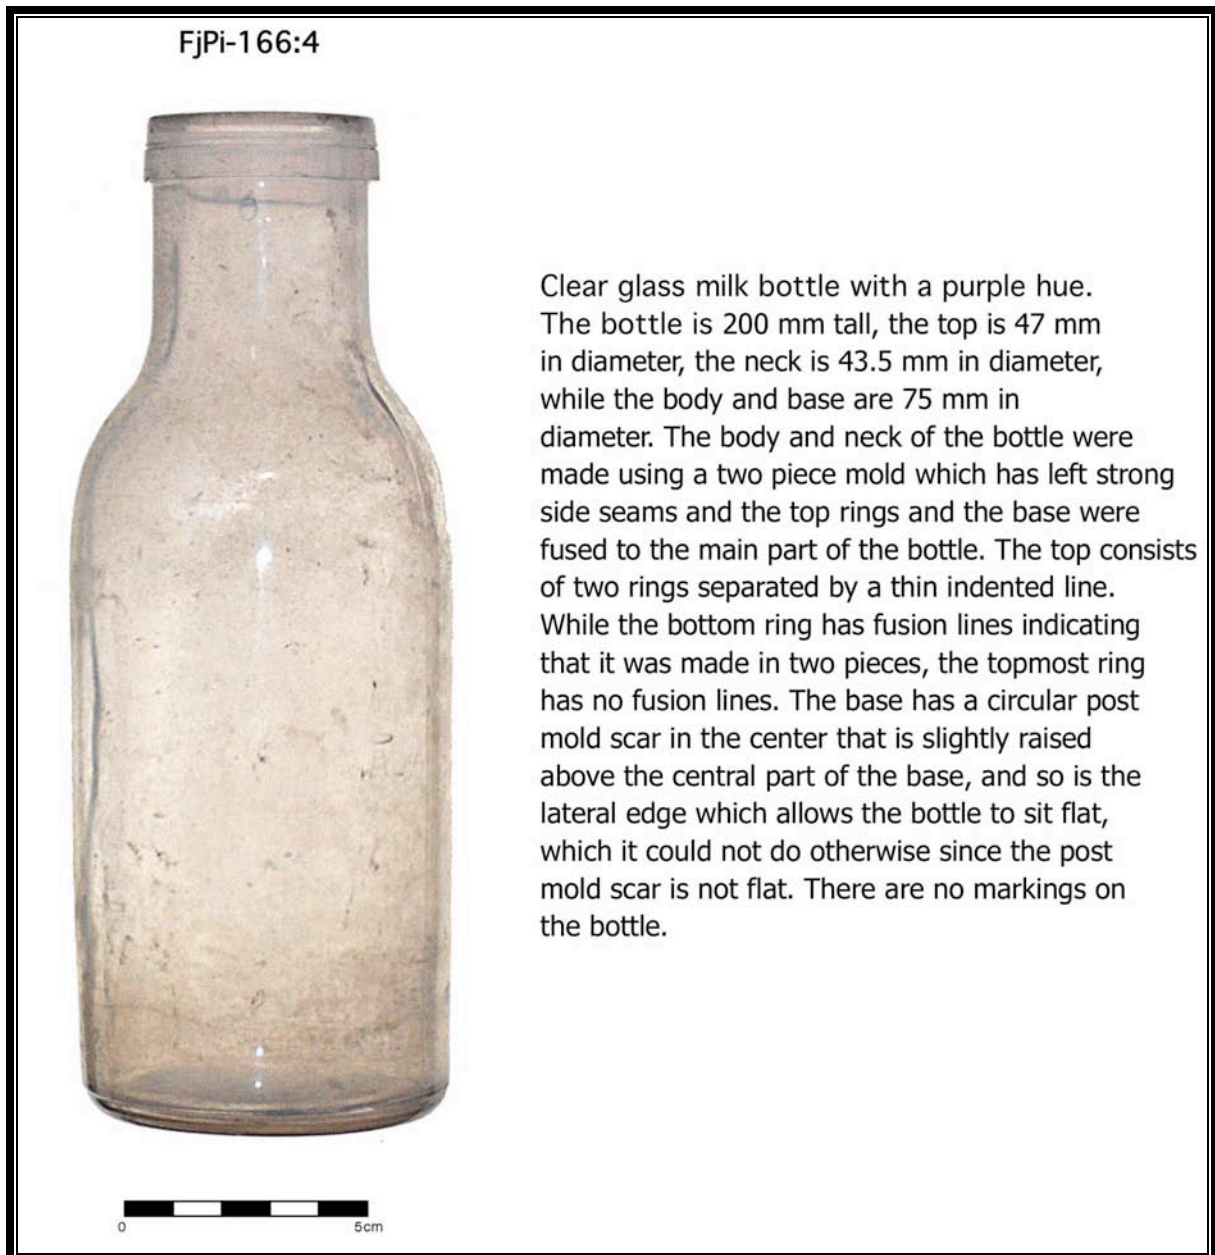 FjPi-166:4
Clear glass milk bottle with a purple hue.
The bottle is 200 mm tall, the top is 47 mm
in diameter, the neck is 43.5 mm in diameter,
while the body and base are 75 mm in
diameter. The body and neck of the bottle were
made using a two piece mold which has left strong
side seams and the top rings and the base were
fused to the main part of the bottle. The top consists
of two rings separated by a thin indented line.
While the bottom ring has fusion lines indicating
that it was made in two pieces, the topmost ring
has no fusion lines. The base has a circular post
mold scar in the center that is slightly raised
above the central part of the base, and so is the
lateral edge which allows the bottle to sit flat,
which it could not do otherwise since the post
mold scar is not flat. There are no markings on
the bottle.
0 5cm